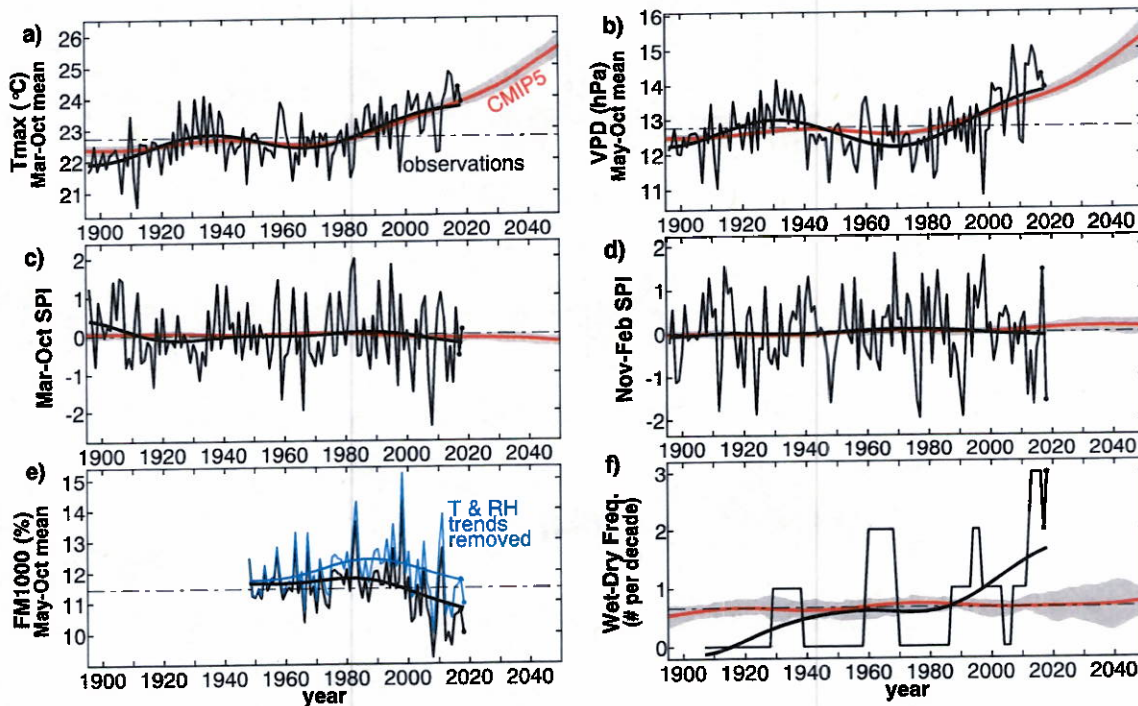 a)
Tmax (°C)
Mar-Oct mean
26
25
24
23
22
21
CMIP5
observations
1900 1920 1940 1960 1980 2000 2020 2040
b)
VPD (hPa)
May-Oct mean
16
15
14
13
12
11
1900 1920 1940 1960 1980 2000 2020 2040
c)
Mar-Oct SPI
2
1
0
-1
-2
1900 1920 1940 1960 1980 2000 2020 2040
d)
Nov-Feb SPI
2
1
0
-1
-2
1900 1920 1940 1960 1980 2000 2020 2040
e)
FM1000 (%)
May-Oct mean
15
14
13
12
11
10
T & RH
trends
removed
1900 1920 1940 1960 1980 2000 2020 2040
year
f)
Wet-Dry Freq.
(# per decade)
3
2
1
0
1900 1920 1940 1960 1980 2000 2020 2040
year